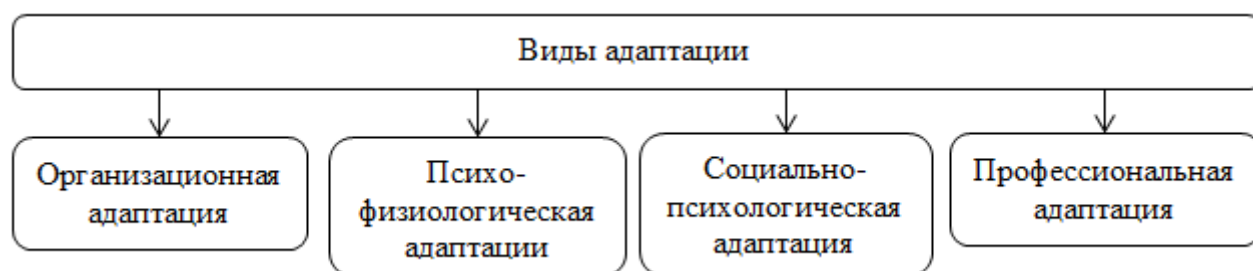 Виды адаптации
Организационная
адаптация
Психо-
физиологическая
адаптации
Социально-
психологическая
адаптация
Профессиональная
адаптация